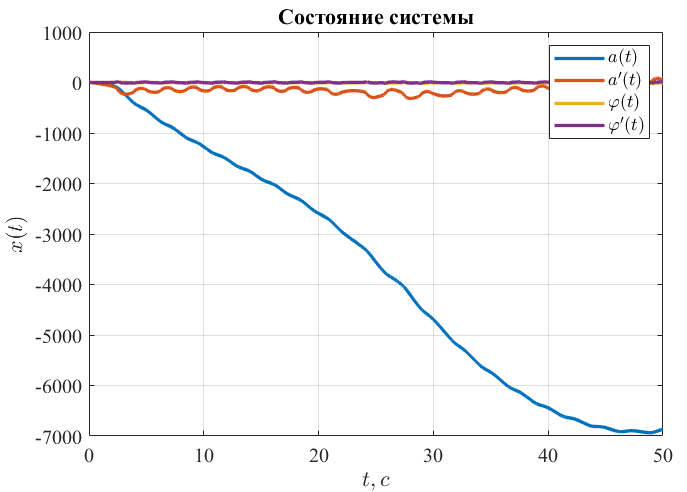 Состояние системы
1000
0
-1000
-2000
-3000
-4000
-5000
-6000
-7000
x(t)
a(t)
a′(t)
φ(t)
φ′(t)
0 10 20 30 40 50
t, c